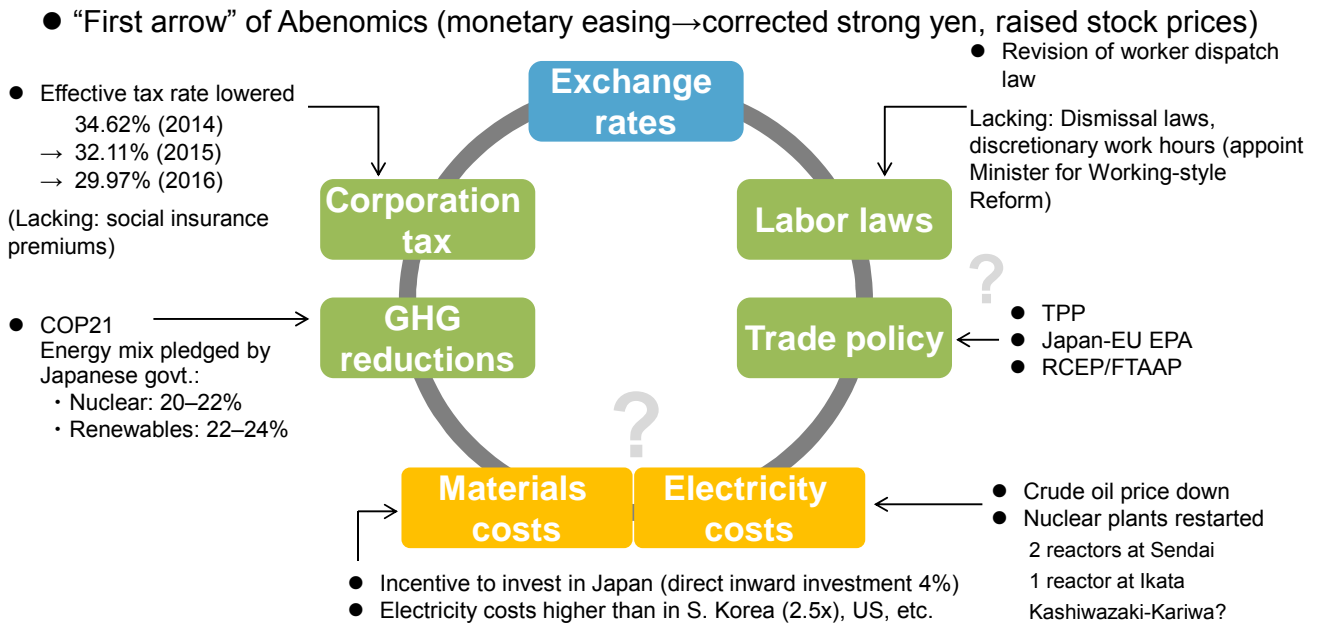 ● “First arrow” of Abenomics (monetary easing→corrected strong yen, raised stock prices)
Exchange
rates
● Revision of worker dispatch
law
Lacking: Dismissal laws,
discretionary work hours (appoint
Minister for Working-style
Reform)
● Effective tax rate lowered
34.62% (2014)
→ 32.11% (2015)
→ 29.97% (2016)
(Lacking: social insurance
premiums)
Corporation
tax
Labor laws
?
● COP21
Energy mix pledged by
Japanese govt.:
・Nuclear: 20–22%
・Renewables: 22–24%
GHG
reductions
Trade policy
● TPP
● Japan-EU EPA
● RCEP/FTAAP
?
Materials
costs
Electricity
costs
● Crude oil price down
● Nuclear plants restarted
2 reactors at Sendai
1 reactor at Ikata
Kashiwazaki-Kariwa?
● Incentive to invest in Japan (direct inward investment 4%)
● Electricity costs higher than in S. Korea (2.5x), US, etc.